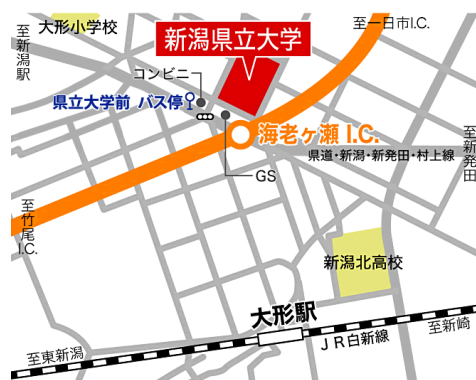 大形小学校
至一日市I.C.
至新潟駅
新潟県立大学
コンビニ
県立大学前 バス停
海老ヶ瀬 I.C.
至新発田
県道・新潟・新発田・村上線
GS
至竹尾I.C.
新潟北高校
大形駅
JR白新線
至新崎
至東新潟